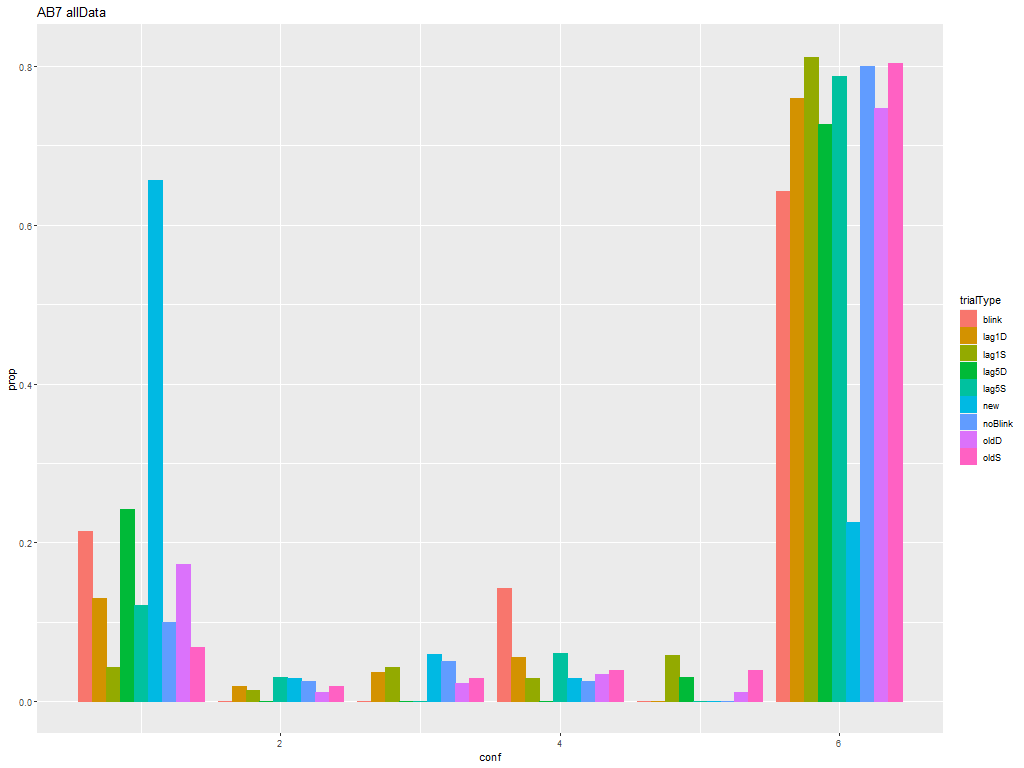 AB7 allData
0.8
0.6
0.4
0.2
0.0
prop
2
4
6
conf
trialType
blink
lag1D
lag1S
lag5D
lag5S
new
noBlink
oldD
oldS